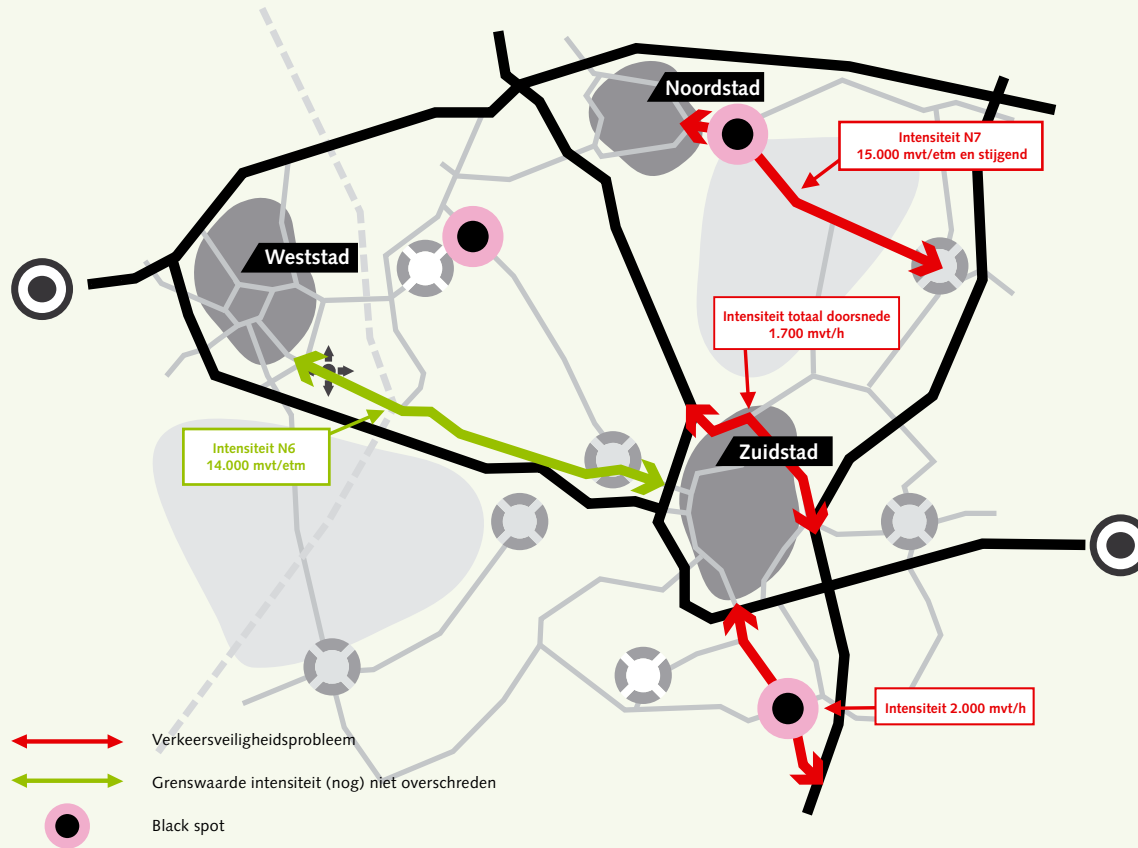 Noordstad
Intensiteit N7
15.000 mvt/etm en stijgend
Weststad
Intensiteit totaal doorsnede
1.700 mvt/h
Intensiteit N6
14.000 mvt/etm
Zuidstad
Intensiteit 2.000 mvt/h
Verkeersveiligheidsprobleem
Grenswaarde intensiteit (nog) niet overschreden
Black spot